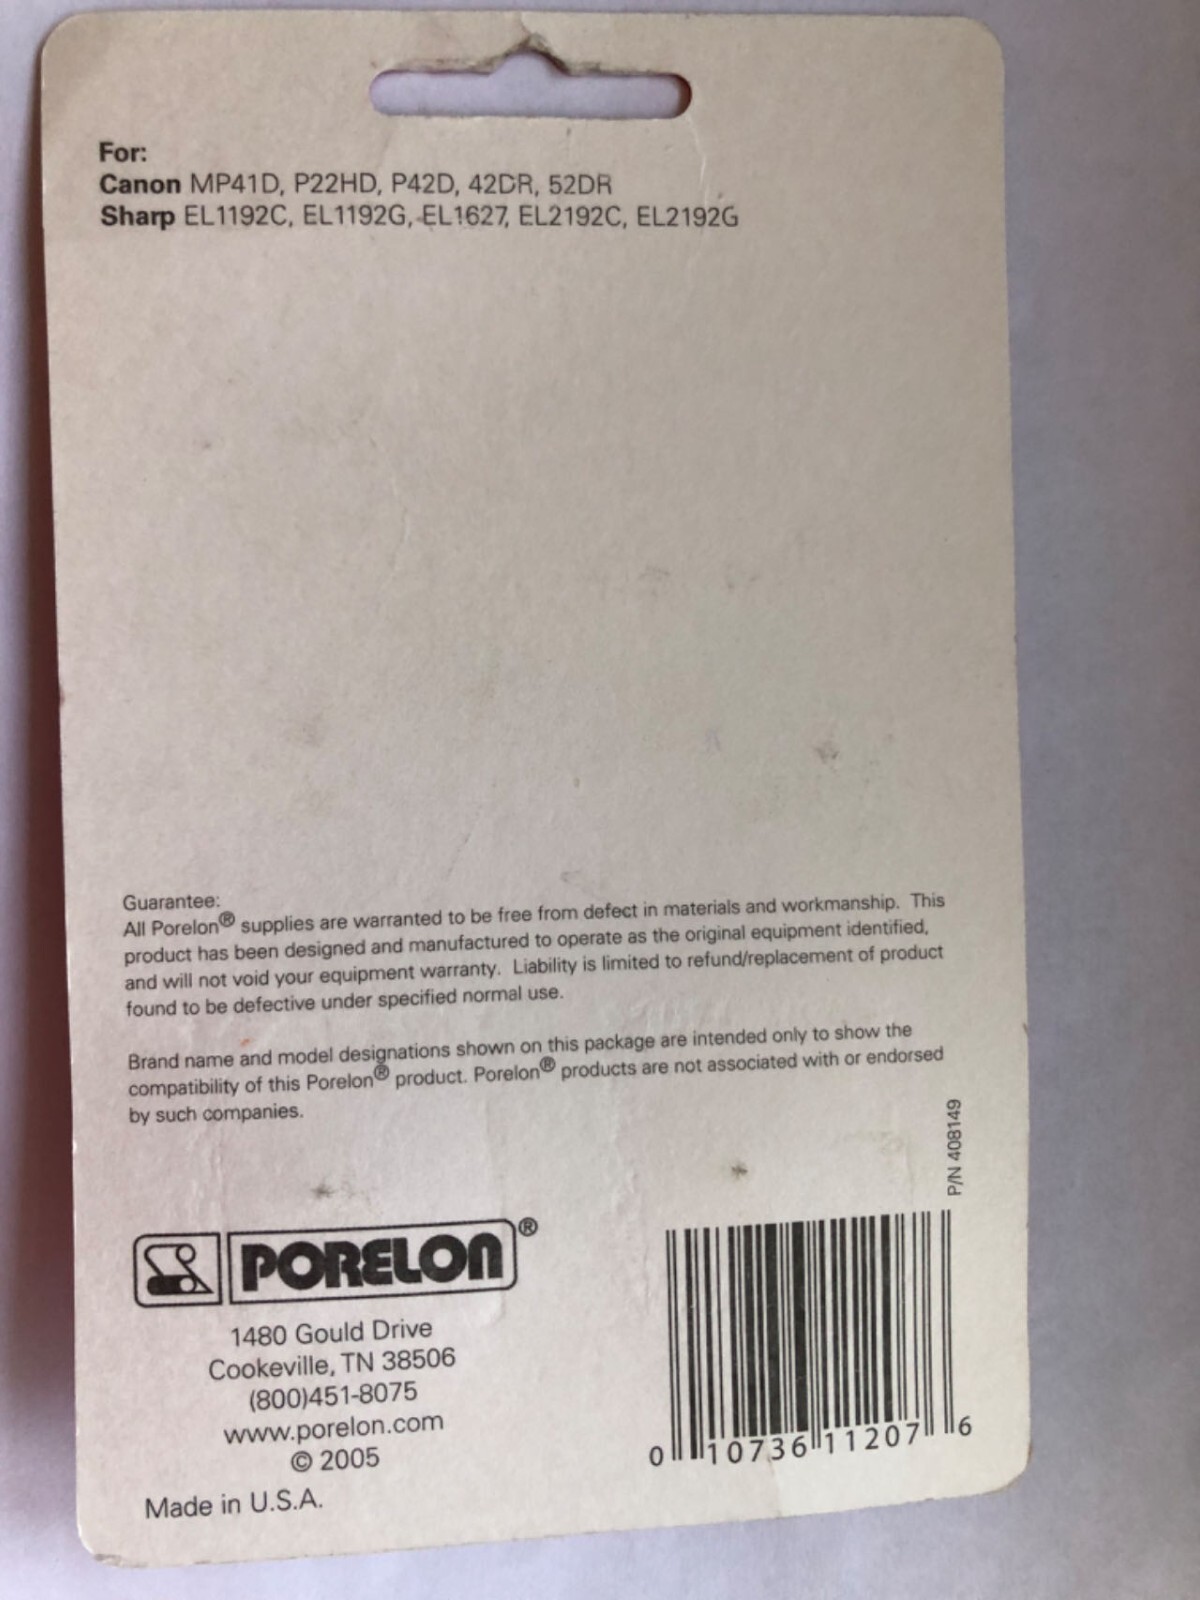 For:
Canon MP41D, P22HD, P42D, 42DR, 52DR
Sharp EL1192C, EL1192G, EL1627, EL2192C, EL2192G
Guarantee:
All Porelon® supplies are warranted to be free from defect in materials and workmanship. This
product has been designed and manufactured to operate as the original equipment identified,
and will not void your equipment warranty. Liability is limited to refund/replacement of product
found to be defective under specified normal use.
Brand name and model designations shown on this package are intended only to show the
compatibility of this Porelon® product. Porelon® products are not associated with or endorsed
by such companies.
P/N 408149
PORELON®
1480 Gould Drive
Cookeville, TN 38506
(800)451-8075
www.porelon.com
© 2005
Made in U.S.A.
0 10736 11207 6